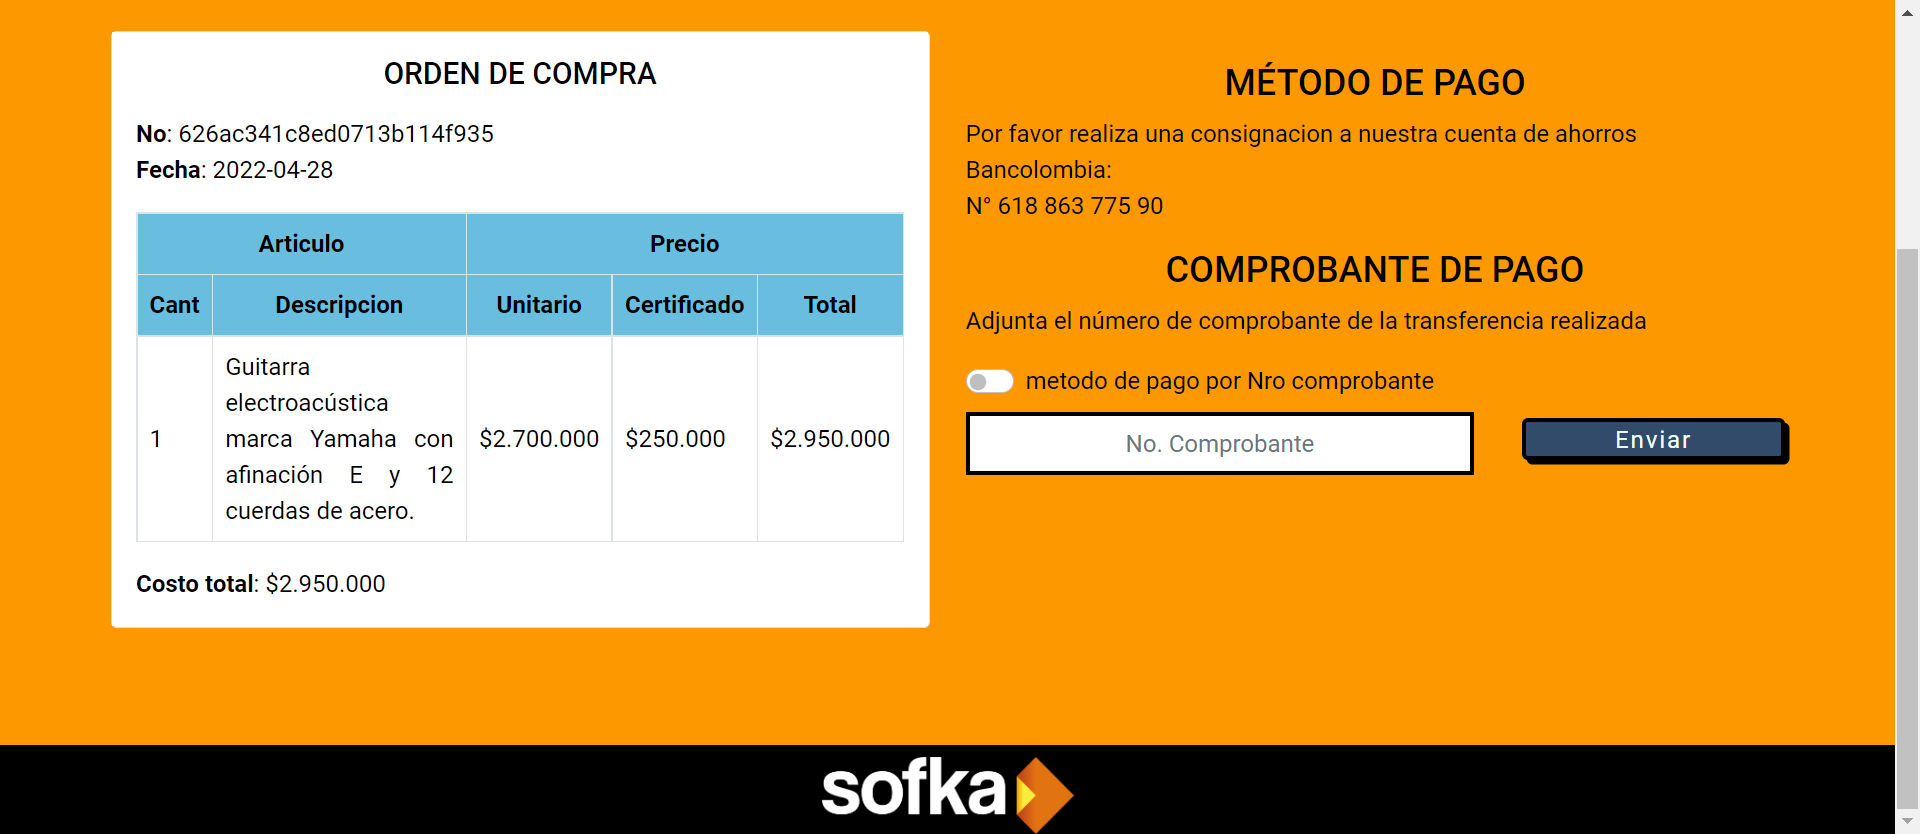 ORDEN DE COMPRA
No: 626ac341c8ed0713b114f935
Fecha: 2022-04-28
Articulo Precio
Cant Descripcion Unitario Certificado Total
Guitarra
electroacústica
1 marca Yamaha con $2.700.000 $250.000 $2.950.000
afinación E y 12
cuerdas de acero.
Costo total: $2.950.000
MÉTODO DE PAGO
Por favor realiza una consignacion a nuestra cuenta de ahorros
Bancolombia:
N° 618 863 775 90
COMPROBANTE DE PAGO
Adjunta el número de comprobante de la transferencia realizada
metodo de pago por Nro comprobante
No. Comprobante
Enviar
sofka